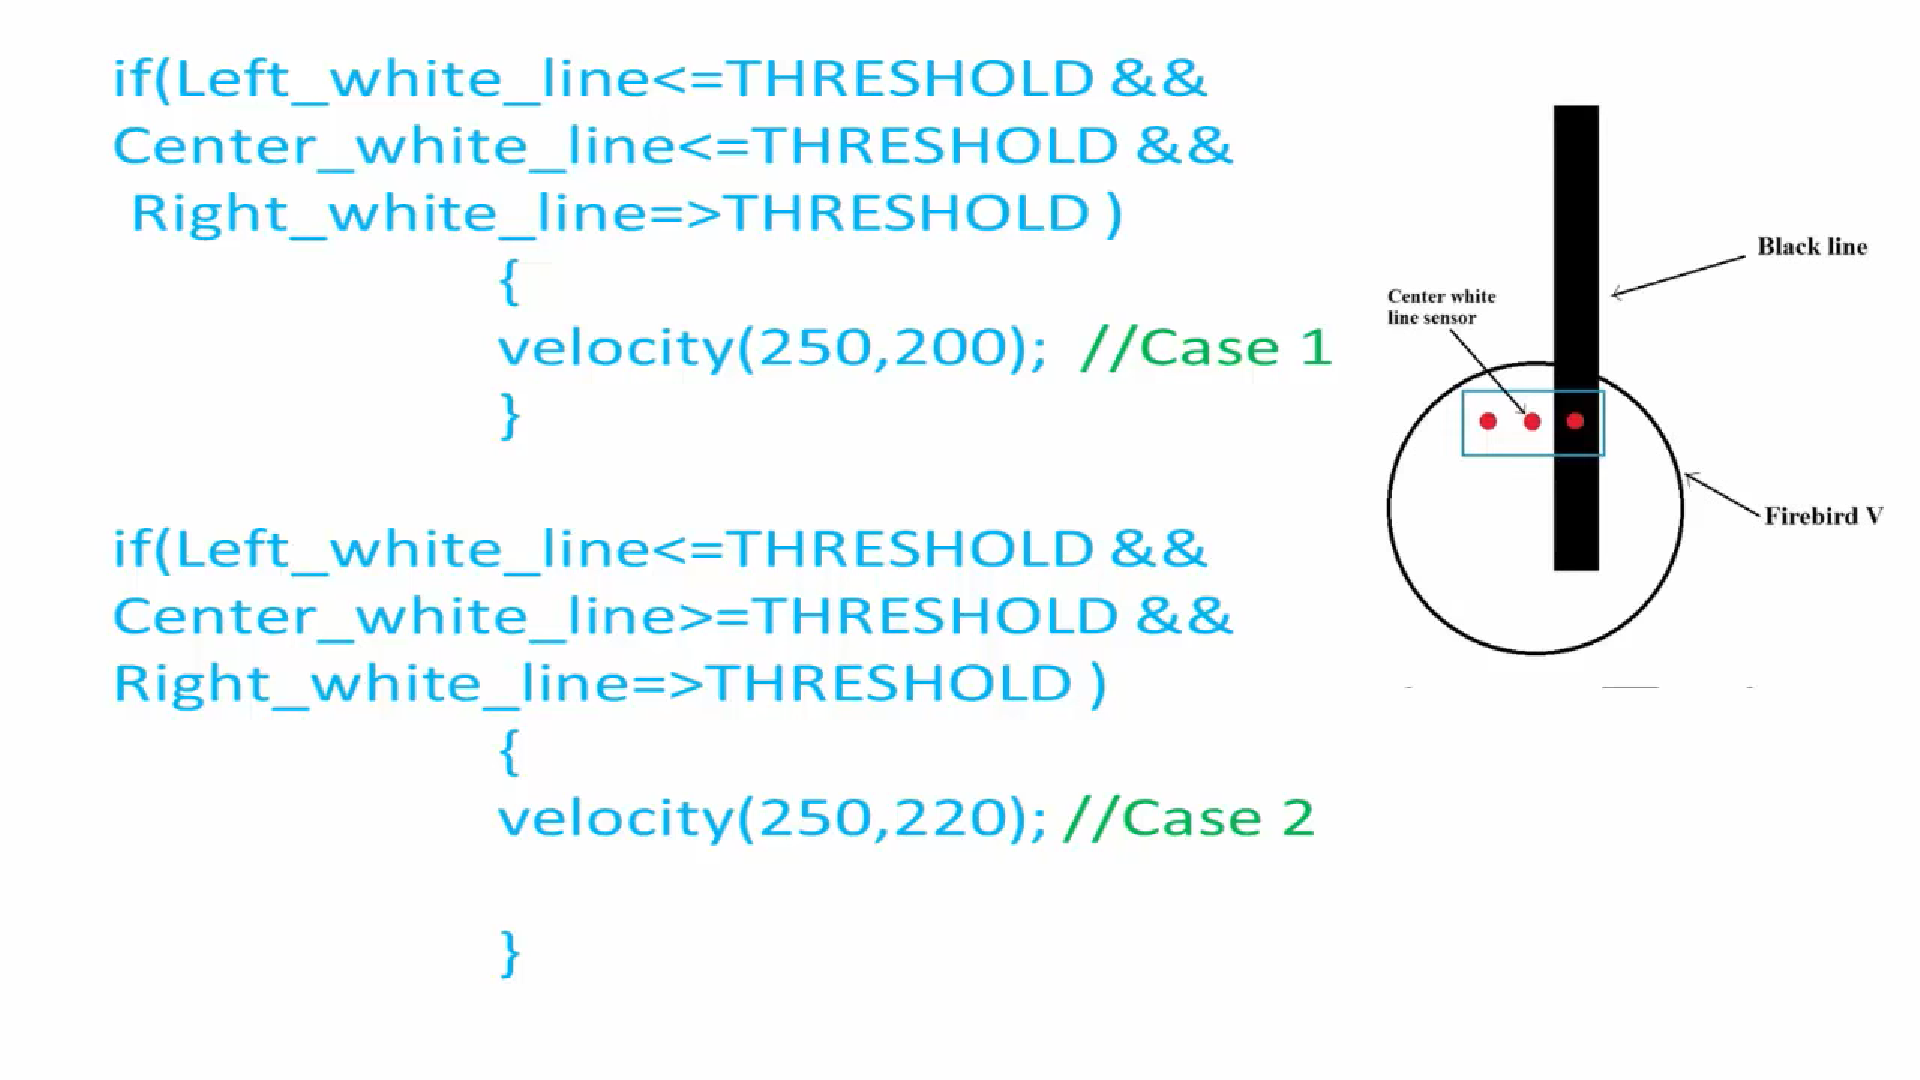 if(Left_white_line<=THRESHOLD &&
Center_white_line<=THRESHOLD &&
Right_white_line=>THRESHOLD )
{
velocity(250,200); //Case 1
}
if(Left_white_line<=THRESHOLD &&
Center_white_line>=THRESHOLD &&
Right_white_line=>THRESHOLD )
{
velocity(250,220); //Case 2
}
Black line
Center white
line sensor
Firebird V